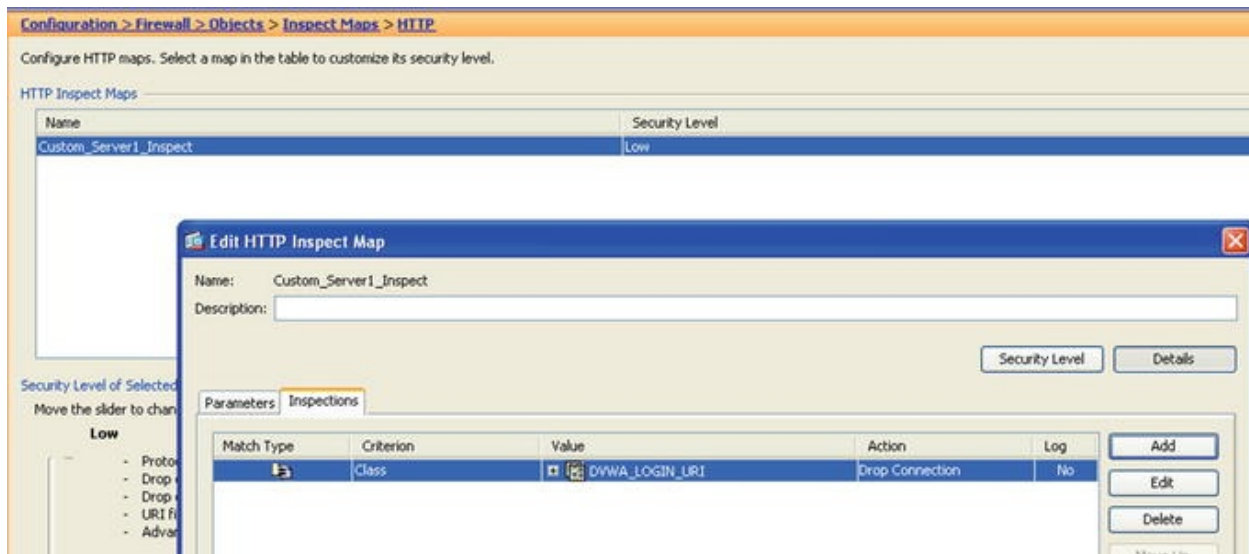 Configuration > Firewall > Objects > Inspect Maps > HTTP
Configure HTTP maps. Select a map in the table to customize its security level.
HTTP Inspect Maps
Name Security Level
Custom_Server1_Inspect Low
Edit HTTP Inspect Map
Name: Custom_Server1_Inspect
Description:
Security Level Details
Security Level of Selected
Move the slider to chan
Low
- Proto
- Drop
- Drop
- URI fi
- Advan
Parameters Inspections
Match Type Criterion Value Action Log
Class DVWA_LOGIN_URI Drop Connection No
Add
Edit
Delete